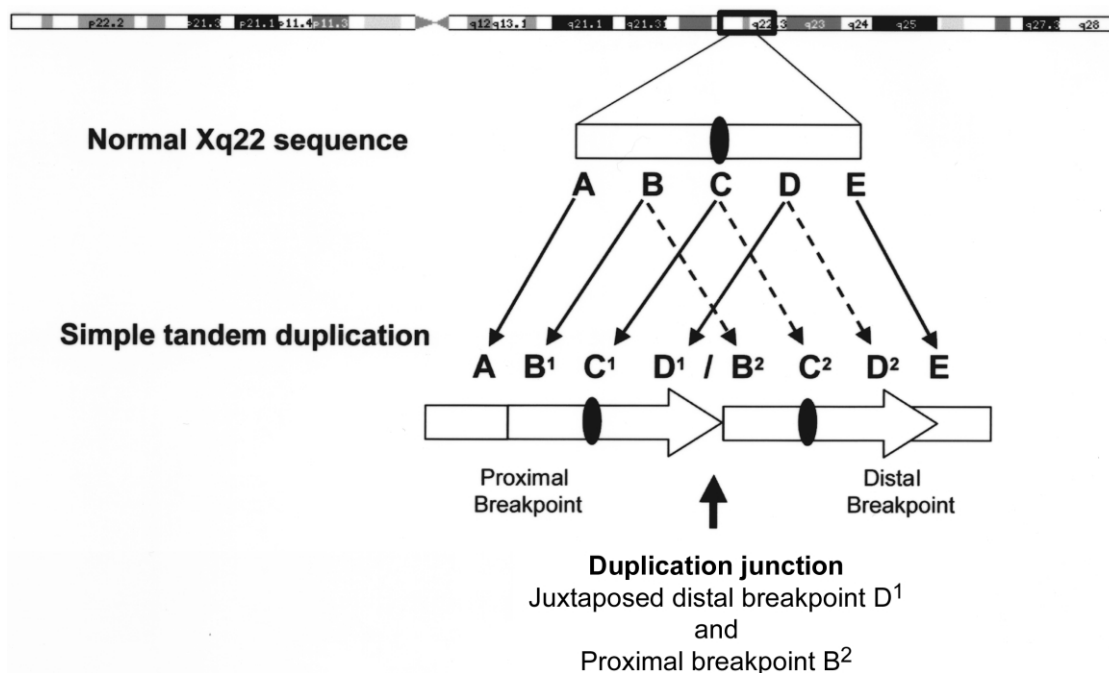 p22.2 p21.3 p21.1 p11.4 p11.3 q12 q13.1 q21.1 q21.31 q22.3 q23 q24 q25 q27.3 q28
Normal Xq22 sequence
A B C D E
Simple tandem duplication
A B¹ C¹ D¹ / B² C² D² E
Proximal Breakpoint
Distal Breakpoint
Duplication junction
Juxtaposed distal breakpoint D¹
and
Proximal breakpoint B²